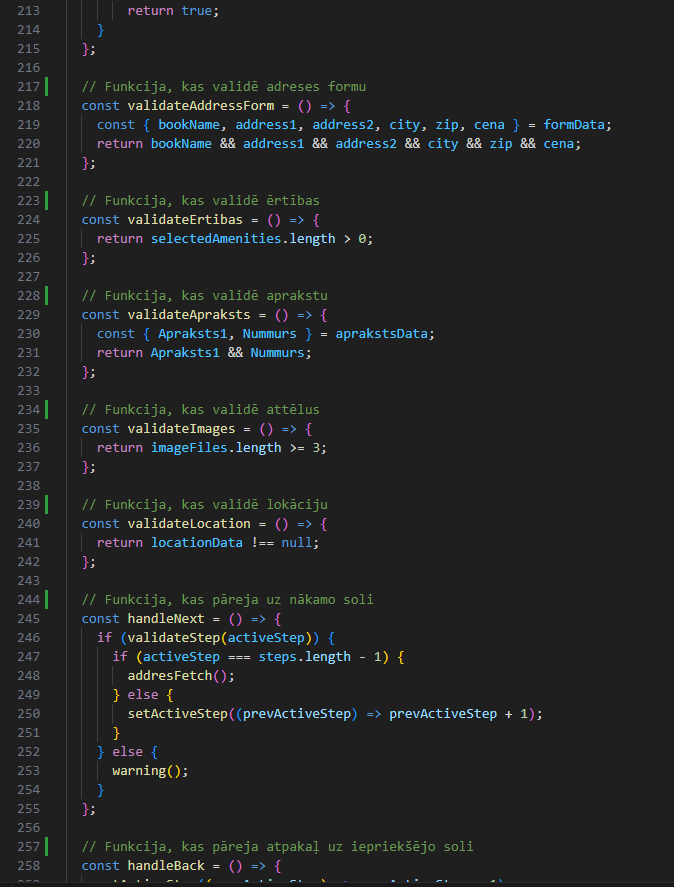 213 return true;
214 }
215 };
216
217 // Funkcija, kas validē adreses formu
218 const validateAddressForm = () => {
219 const { bookName, address1, address2, city, zip, cena } = formData;
220 return bookName && address1 && address2 && city && zip && cena;
221 };
222
223 // Funkcija, kas validē ērtības
224 const validateErtibas = () => {
225 return selectedAmenities.length > 0;
226 };
227
228 // Funkcija, kas validē aprakstu
229 const validateApraksts = () => {
230 const { Apraksts1, Nummurs } = aprakstsData;
231 return Apraksts1 && Nummurs;
232 };
233
234 // Funkcija, kas validē attēlus
235 const validateImages = () => {
236 return imageFiles.length >= 3;
237 };
238
239 // Funkcija, kas validē lokāciju
240 const validateLocation = () => {
241 return locationData !== null;
242 };
243
244 // Funkcija, kas pāreja uz nākamo soli
245 const handleNext = () => {
246 if (validateStep(activeStep)) {
247 if (activeStep === steps.length - 1) {
248 addresFetch();
249 } else {
250 setActiveStep((prevActiveStep) => prevActiveStep + 1);
251 }
252 } else {
253 warning();
254 }
255 };
256
257 // Funkcija, kas pāreja atpakaļ uz iepriekšējo soli
258 const handleBack = () => {